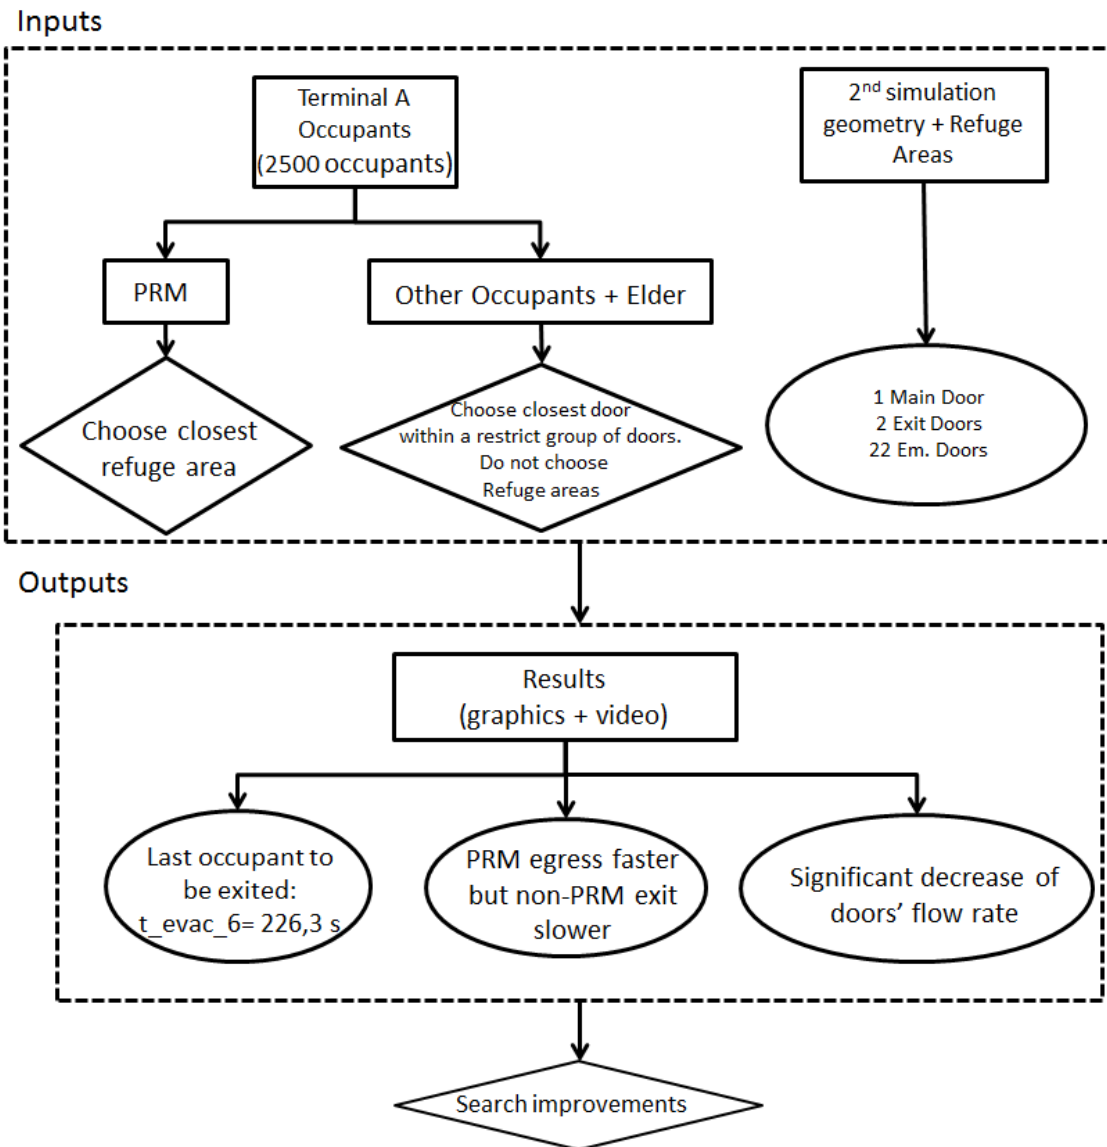 Inputs
Terminal A
Occupants
(2500 occupants)
2nd simulation
geometry + Refuge
Areas
PRM
Other Occupants + Elder
Choose closest
refuge area
Choose closest door
within a restrict group of doors.
Do not choose
Refuge areas
1 Main Door
2 Exit Doors
22 Em. Doors
Outputs
Results
(graphics + video)
Last occupant to
be exited:
t_evac_6= 226,3 s
PRM egress faster
but non-PRM exit
slower
Significant decrease of
doors’ flow rate
Search improvements